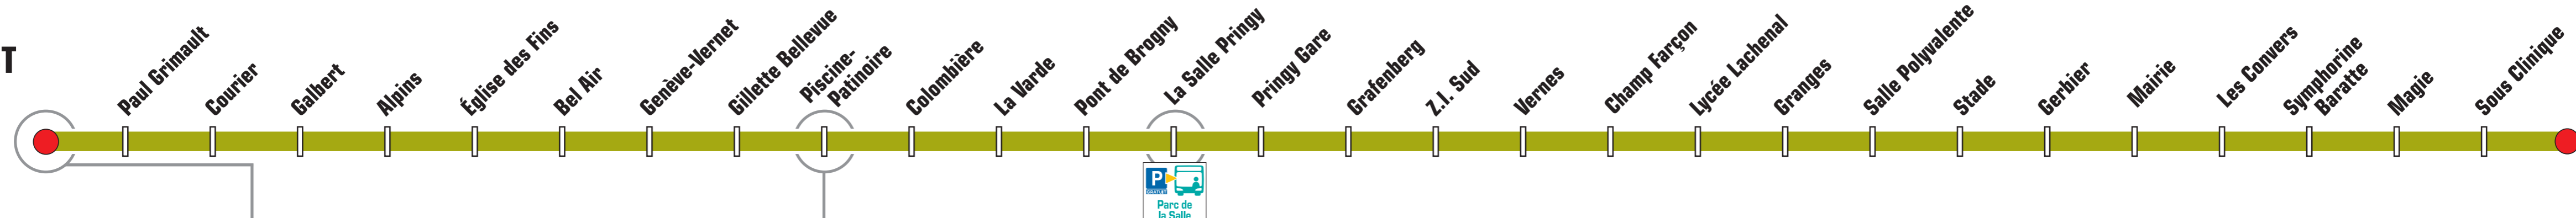 T
Paul Grimault
Courier
Galbert
Alpins
Église des Fins
Bel Air
Genève-Vernet
Gillette Bellevue
Piscine-
Patinoire
Colombière
La Varde
Pont de Brogny
La Salle Pringy
Pringy Gare
Grafenberg
Z.I. Sud
Vernes
Champ Farçon
Lycée Lachenal
Granges
Salle Polyvalente
Stade
Gerbier
Mairie
Les Convers
Symphorine
Baratte
Magie
Sous Clinique
P
GRATUIT
Parc de
la Salle